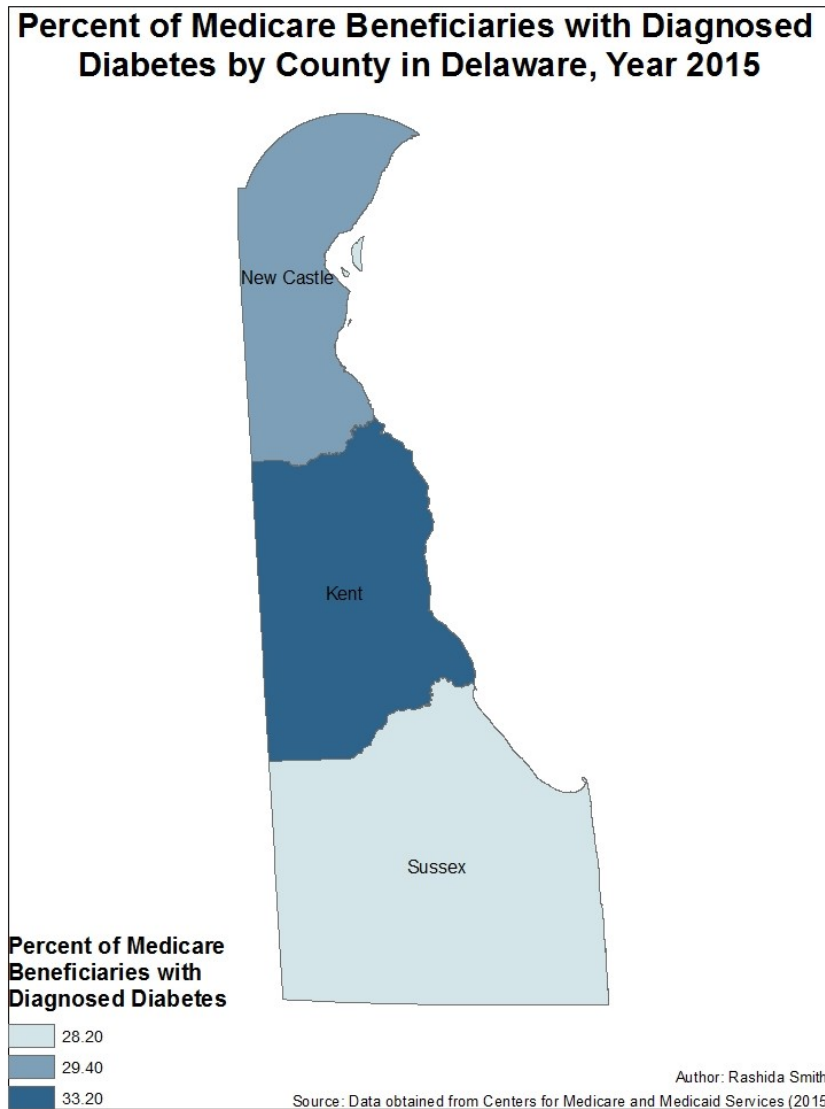 Percent of Medicare Beneficiaries with Diagnosed
Diabetes by County in Delaware, Year 2015
New Castle
Kent
Sussex
Percent of Medicare
Beneficiaries with
Diagnosed Diabetes
28.20
29.40
33.20
Author: Rashida Smith
Source: Data obtained from Centers for Medicare and Medicaid Services (2015